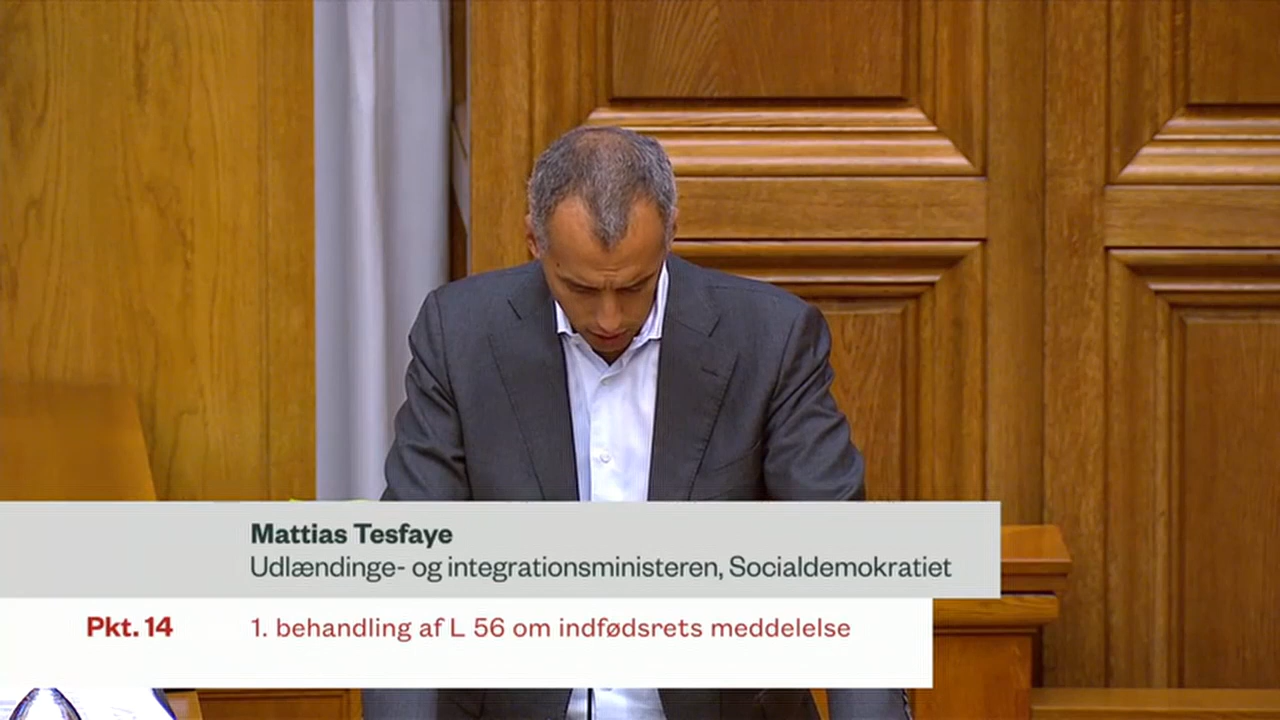 Mattias Tesfaye
Udlændinge- og integrationsministeren, Socialdemokratiet
Pkt. 14 1. behandling af L 56 om indfødsrets meddelelse